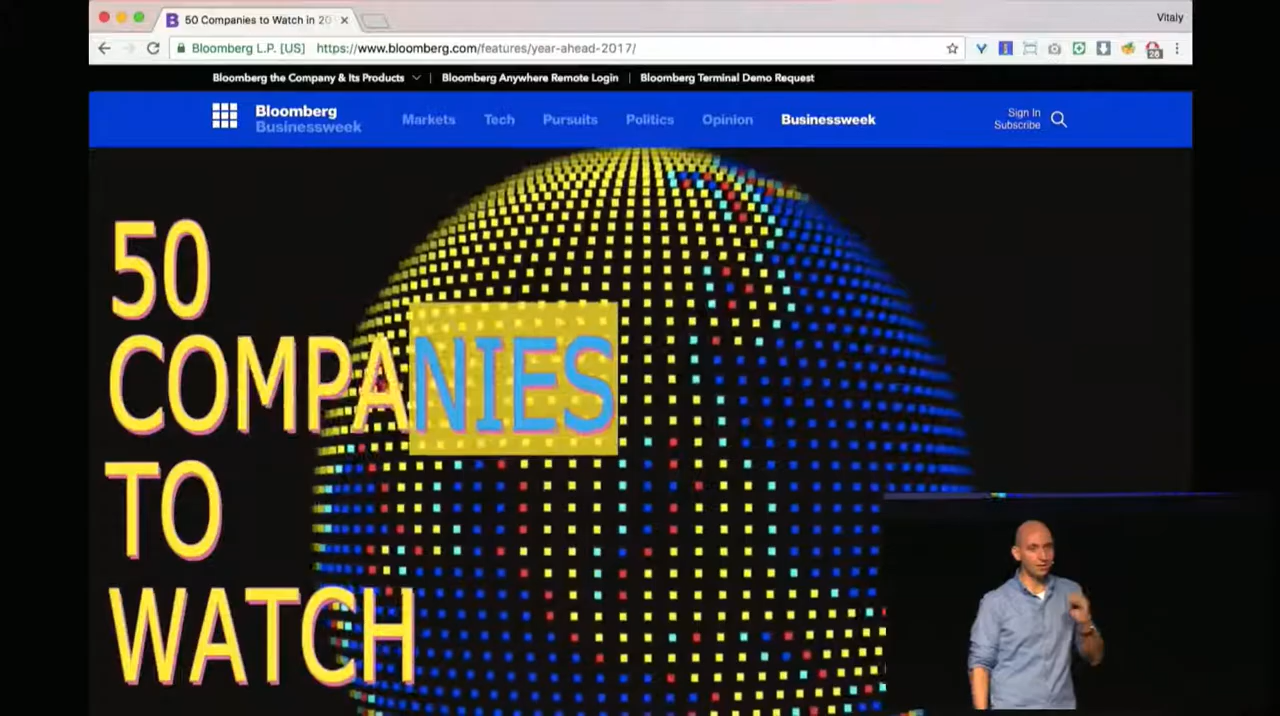 50 Companies to Watch in 20
Vitaly
Bloomberg L.P. [US] https://www.bloomberg.com/features/year-ahead-2017/
26
Bloomberg the Company & Its Products
Bloomberg Anywhere Remote Login
Bloomberg Terminal Demo Request
Bloomberg
Businessweek
Markets Tech Pursuits Politics Opinion Businessweek
Sign In
Subscribe
50
COMPANIES
TO
WATCH